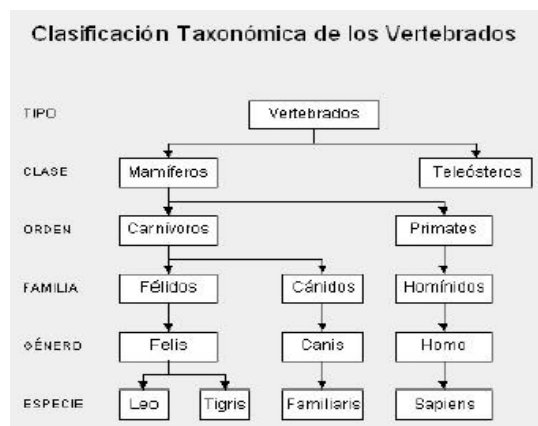 Clasificación Taxonómica de los Vertebrados
TIPO Vertebrados
CLASE Mamíferos Teleósteros
ORDEN Carnívoros Primates
FAMILIA Félidos Cánidos Homínidos
GÉNERO Felis Canis Homo
ESPECIE Leo Tigris Familiaris Sapiens